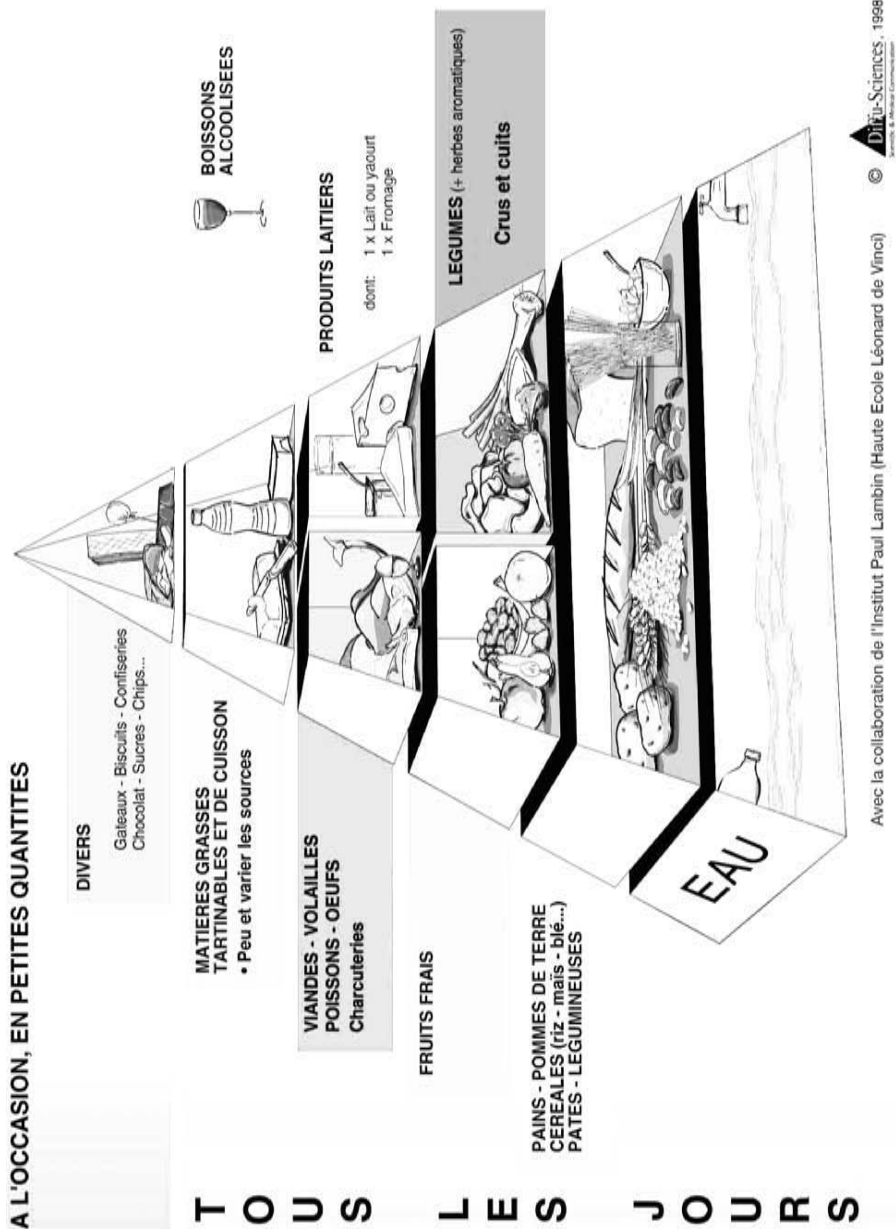 A L'OCCASION, EN PETITES QUANTITES
DIVERS
Gateaux - Biscuits - Confiseries
Chocolat - Sucres - Chips...
BOISSONS
ALCOOLISEES
TOUS LES JOURS
MATIERES GRASSES
TARTINABLES ET DE CUISSON
• Peu et varier les sources
VIANDES - VOLAILLES
POISSONS - OEUFS
Charcuteries
PRODUITS LAITIERS
dont: 1 x Lait ou yaourt
1 x Fromage
FRUITS FRAIS
LEGUMES (+ herbes aromatiques)
Crus et cuits
PAINS - POMMES DE TERRE
CEREALES (riz - maïs - blé...)
PATES - LEGUMINEUSES
EAU
Avec la collaboration de l'Institut Paul Lambin (Haute Ecole Léonard de Vinci)
© Diffu-Sciences, 1998
Scientific & Medical Communication